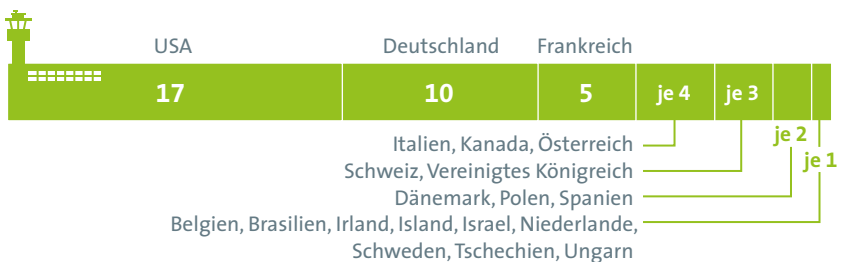 USA Deutschland Frankreich
17 10 5 je 4 je 3
je 2
Italien, Kanada, Österreich
je 1
Schweiz, Vereinigtes Königreich
Dänemark, Polen, Spanien
Belgien, Brasilien, Irland, Island, Israel, Niederlande,
Schweden, Tschechien, Ungarn